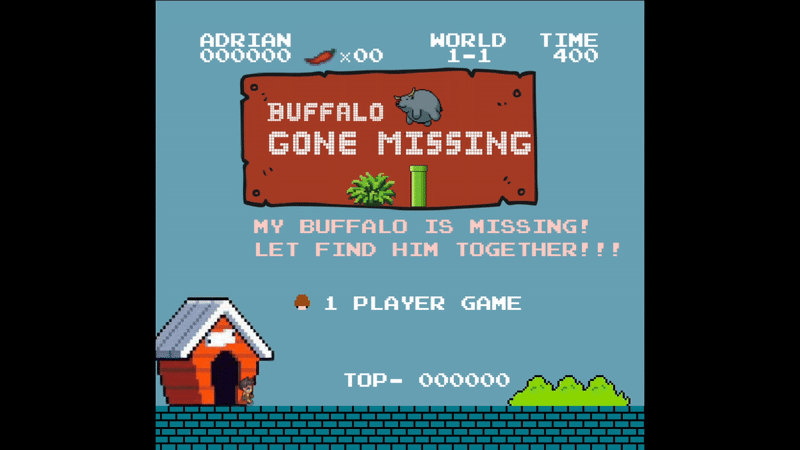 ADRIAN WORLD TIME
000000 ×00 1-1 400
BUFFALO
GONE MISSING
MY BUFFALO IS MISSING!
LET FIND HIM TOGETHER!!!
1 PLAYER GAME
TOP- 000000